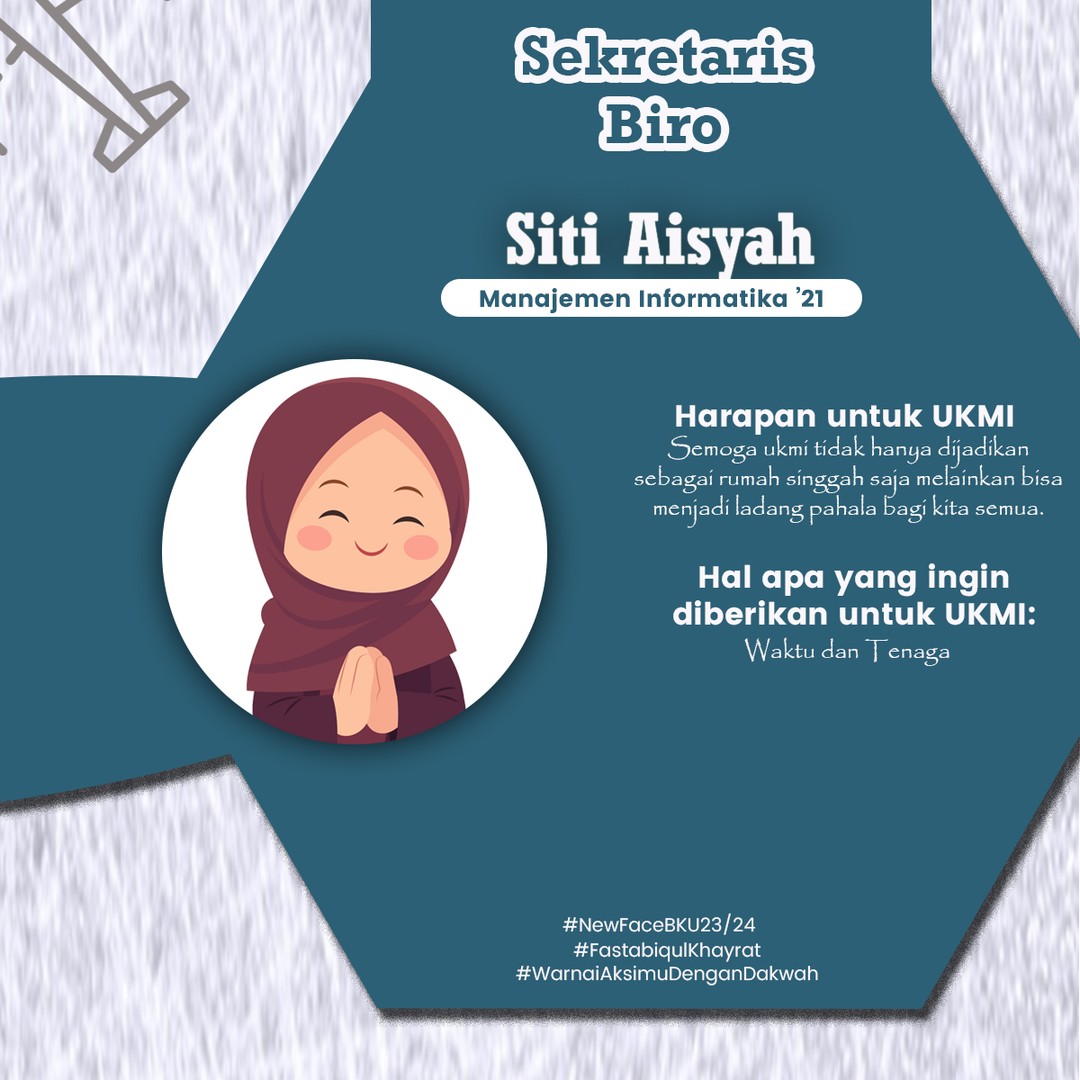 Sekretaris
Biro
Siti Aisyah
Manajemen Informatika ’21
Harapan untuk UKMI
Semoga ukmi tidak hanya dijadikan
sebagai rumah singgah saja melainkan bisa
menjadi ladang pahala bagi kita semua.
Hal apa yang ingin
diberikan untuk UKMI:
Waktu dan Tenaga
#NewFaceBKU23/24
#FastabiqulKhayrat
#WarnaiAksimuDenganDakwah